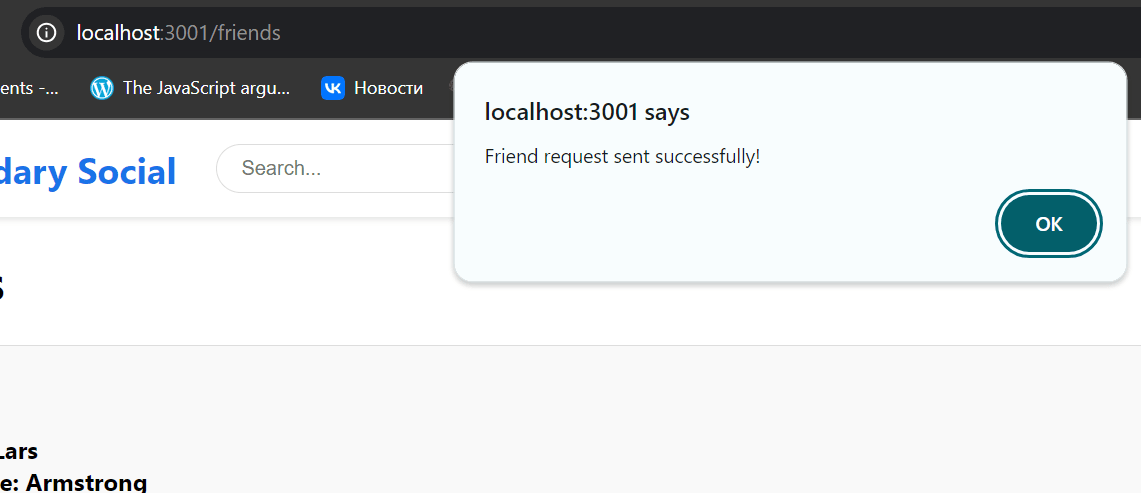 localhost:3001/friends
ents -... The JavaScript argu... Новости
localhost:3001 says
Friend request sent successfully!
OK
dary Social Search...
s
Lars
e: Armstrong